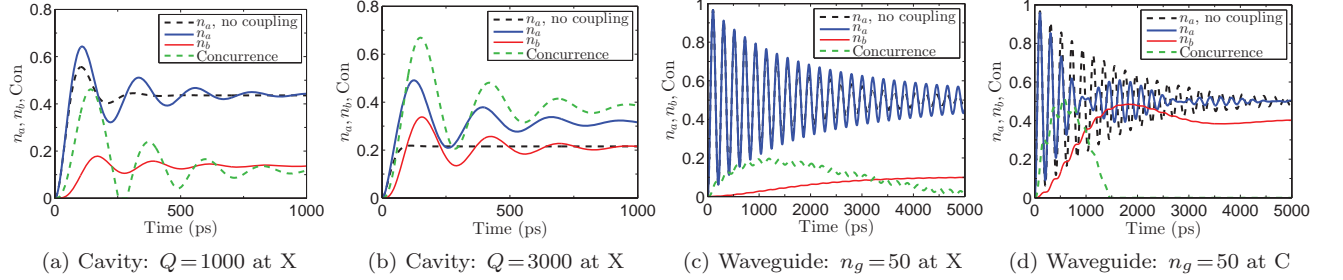 n_a, n_b, Con
0.8
0.6
0.4
0.2
0
0
500
1000
Time (ps)
n_a, no coupling
n_a
n_b
Concurrence
(a) Cavity: Q=1000 at X
0.8
0.6
0.4
0.2
0
0
500
1000
Time (ps)
n_a, no coupling
n_a
n_b
Concurrence
(b) Cavity: Q=3000 at X
n_a, n_b, Con
1
0.8
0.6
0.4
0.2
0
0
1000
2000
3000
4000
5000
Time (ps)
n_a, no coupling
n_a
n_b
Concurrence
(c) Waveguide: n_g=50 at X
n_a, n_b, Con
1
0.8
0.6
0.4
0.2
0
0
1000
2000
3000
4000
5000
Time (ps)
n_a, no coupling
n_a
n_b
Concurrence
(d) Waveguide: n_g=50 at C